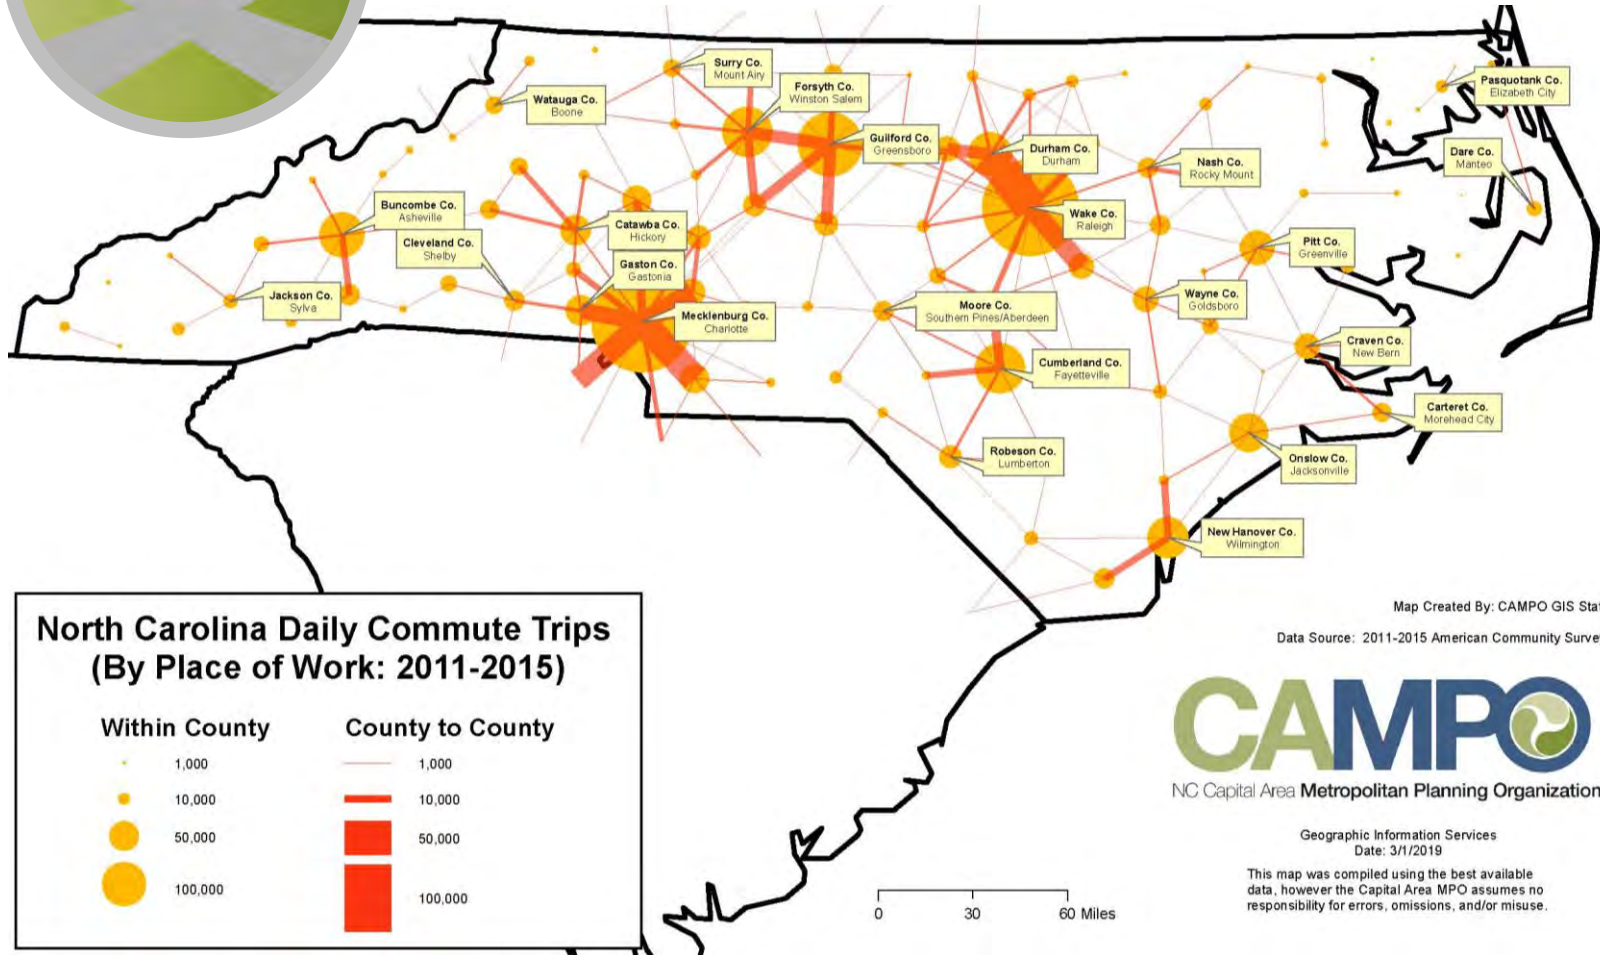 Surry Co.
Mount Airy
Forsyth Co.
Winston Salem
Watauga Co.
Boone
Guilford Co.
Greensboro
Durham Co.
Durham
Nash Co.
Rocky Mount
Pasquotank Co.
Elizabeth City
Dare Co.
Manteo
Buncombe Co.
Asheville
Cleveland Co.
Shelby
Catawba Co.
Hickory
Gaston Co.
Gastonia
Wake Co.
Raleigh
Pitt Co.
Greenville
Jackson Co.
Sylva
Mecklenburg Co.
Charlotte
Moore Co.
Southern Pines/Aberdeen
Wayne Co.
Goldsboro
Craven Co.
New Bern
Cumberland Co.
Fayetteville
Carteret Co.
Morehead City
Robeson Co.
Lumberton
Onslow Co.
Jacksonville
New Hanover Co.
Wilmington
North Carolina Daily Commute Trips
(By Place of Work: 2011-2015)
Within County
1,000
10,000
50,000
100,000
County to County
1,000
10,000
50,000
100,000
0 30 60 Miles
Map Created By: CAMPO GIS Staf
Data Source: 2011-2015 American Community Surve
CAMPO
NC Capital Area Metropolitan Planning Organization
Geographic Information Services
Date: 3/1/2019
This map was compiled using the best available
data, however the Capital Area MPO assumes no
responsibility for errors, omissions, and/or misuse.